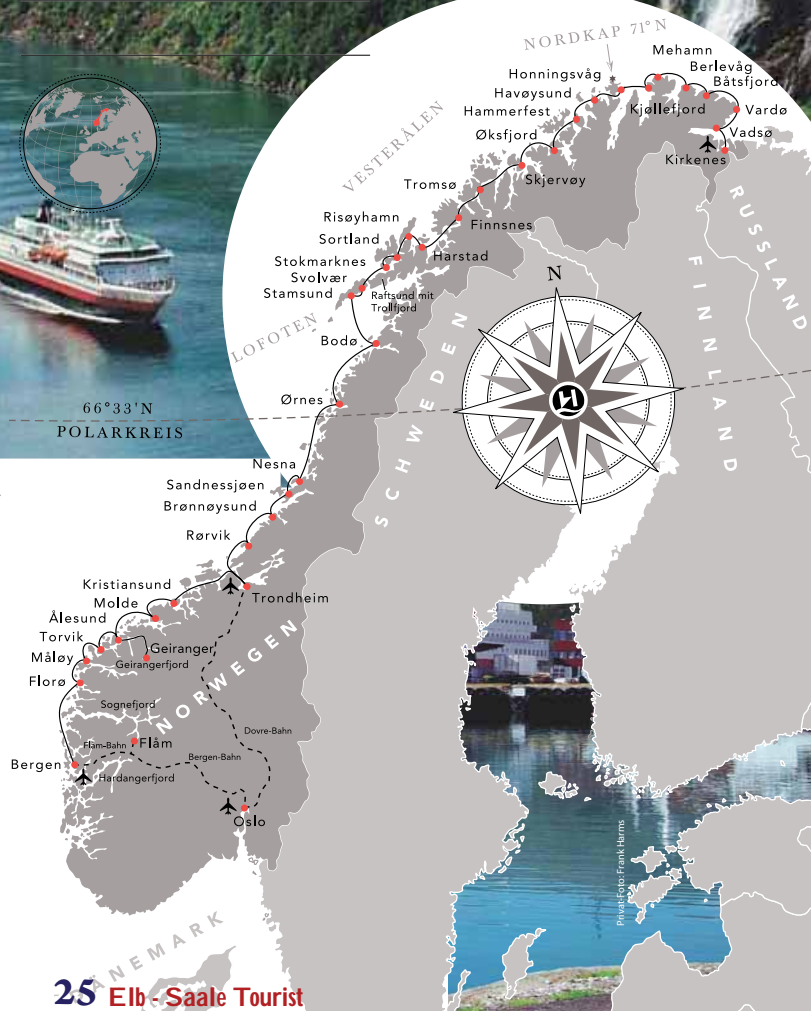 NORDKAP 71°N
Mehamn
Berlevåg
Båtsfjord
Honningsvåg
Havøysund
Hammerfest
Kjøllefjord
Vardø
Øksfjord
Vadsø
Kirkenes
VESTERÅLEN
Skjervøy
Tromsø
Risøyhamn
Finnsnes
RUSSLAND
Sortland
Harstad
Stokmarknes
Svolvær
Raftsund mit
Trollfjord
Stamsund
N
FINNLAND
LOFOTEN
Bodø
SCHWEDEN
Ørnes
66°33'N
POLARKREIS
Nesna
Sandnessjøen
Brønnøysund
Rørvik
Kristiansund
Trondheim
Molde
Ålesund
Torvik
Geiranger
Måløy
Geirangerfjord
NORWEGEN
Florø
Sognefjord
Dovre-Bahn
Flåm-Bahn
Flåm
Bergen-Bahn
Bergen
Hardangerfjord
Oslo
Privat-Foto: Frank Harms
DÄNEMARK
25 Elb - Saale Tourist